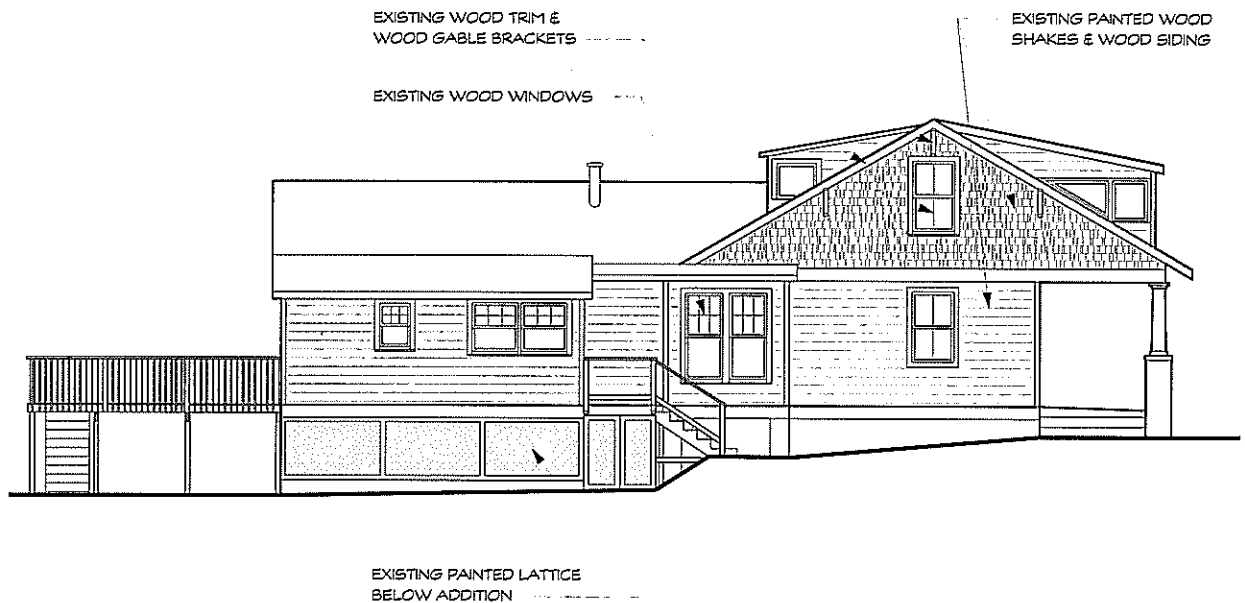 EXISTING WOOD TRIM &
WOOD GABLE BRACKETS
EXISTING WOOD WINDOWS
EXISTING PAINTED WOOD
SHAKES & WOOD SIDING
EXISTING PAINTED LATTICE
BELOW ADDITION